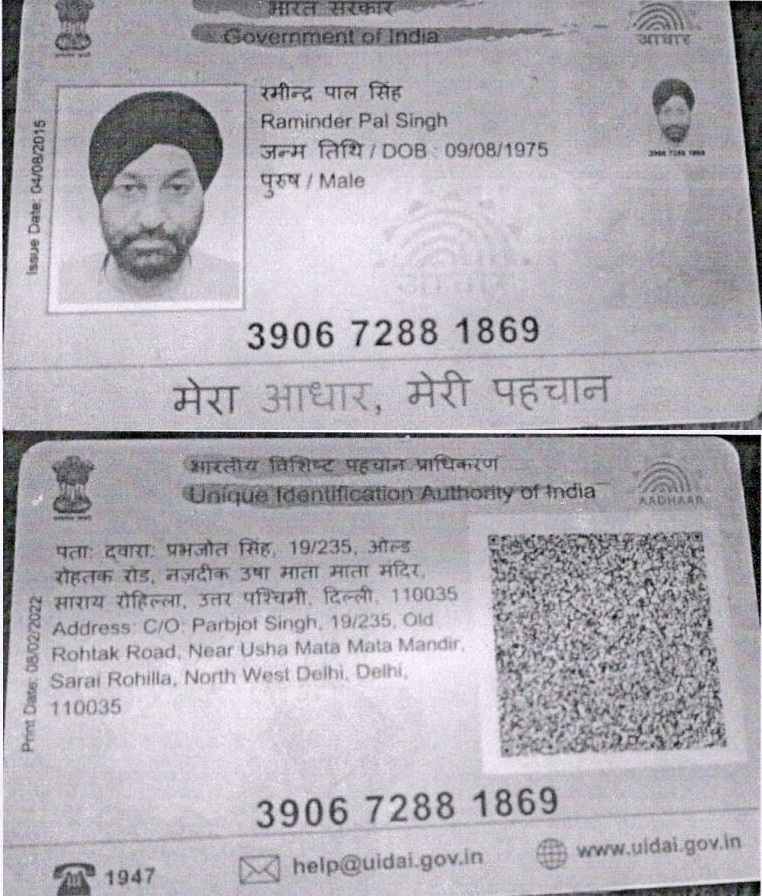 भारत सरकार
Government of India
आधार
Issue Date: 04/08/2015
रमीन्द्र पाल सिंह
Raminder Pal Singh
जन्म तिथि / DOB : 09/08/1975
पुरुष / Male
3906 7288 1869
आधार
3906 7288 1869
मेरा आधार, मेरी पहचान
भारतीय विशिष्ट पहचान प्राधिकरण
Unique Identification Authority of India
AADHAAR
Print Date: 08/02/2022
पता: द्वारा: प्रभजोत सिंह, 19/235, ओल्ड
रोहतक रोड, नज़दीक उषा माता माता मंदिर,
साराय रोहिल्ला, उत्तर पश्चिमी, दिल्ली, 110035
Address: C/O: Parbjot Singh, 19/235, Old
Rohtak Road, Near Usha Mata Mata Mandir,
Sarai Rohilla, North West Delhi, Delhi,
110035
3906 7288 1869
1947
help@uidai.gov.in
www.uidai.gov.in